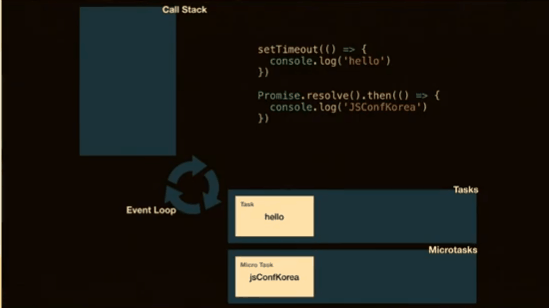 Call Stack
setTimeout(() => {
  console.log('hello')
})
Promise.resolve().then(() => {
  console.log('JSConfKorea')
})
Event Loop
Tasks
Task
hello
Microtasks
Micro Task
jsConfKorea